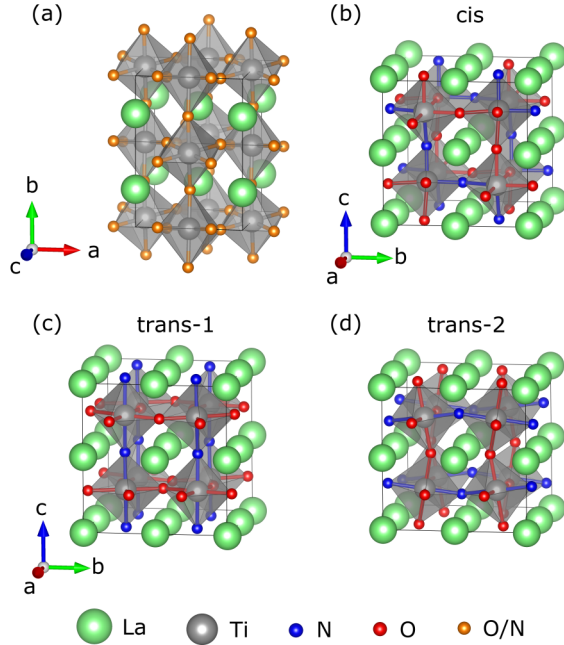 (a)
b
a
c
(b) cis
c
b
a
(c) trans-1
c
b
a
(d) trans-2
La Ti N O O/N